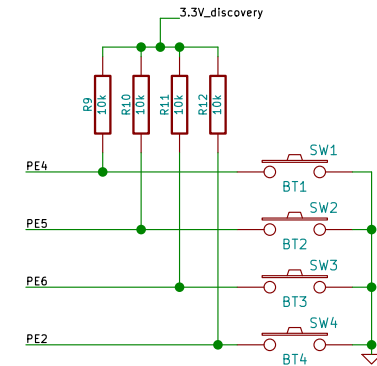 3.3V_discovery
R9 10k
R10 10k
R11 10k
R12 10k
PE4
SW1
BT1
PE5
SW2
BT2
PE6
SW3
BT3
PE2
SW4
BT4